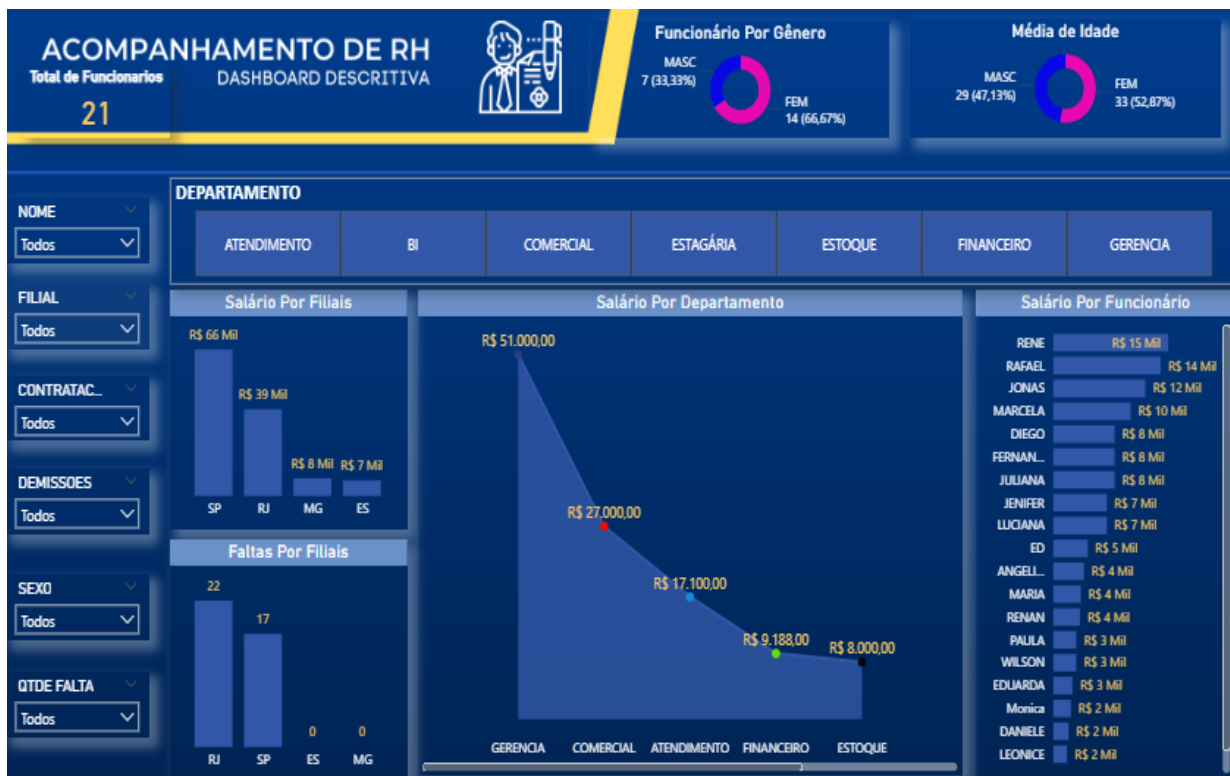 ACOMPANHAMENTO DE RH
Total de Funcionarios
DASHBOARD DESCRITIVA
21
Funcionário Por Gênero
MASC
7 (33,33%)
FEM
14 (66,67%)
Média de Idade
MASC
29 (47,13%)
FEM
33 (52,87%)
NOME
Todos
FILIAL
Todos
CONTRATAC...
Todos
DEMISSOES
Todos
SEXO
Todos
QTDE FALTA
Todos
DEPARTAMENTO
ATENDIMENTO
BI
COMERCIAL
ESTAGÁRIA
ESTOQUE
FINANCEIRO
GERENCIA
Salário Por Filiais
R$ 66 Mil
R$ 39 Mil
R$ 8 Mil
R$ 7 Mil
SP
RJ
MG
ES
Faltas Por Filiais
22
17
0
0
RJ
SP
ES
MG
Salário Por Departamento
R$ 51.000,00
R$ 27.000,00
R$ 17.100,00
R$ 9.188,00
R$ 8.000,00
GERENCIA
COMERCIAL
ATENDIMENTO
FINANCEIRO
ESTOQUE
Salário Por Funcionário
RENE R$ 15 Mil
RAFAEL R$ 14 Mil
JONAS R$ 12 Mil
MARCELA R$ 10 Mil
DIEGO R$ 8 Mil
FERNAN... R$ 8 Mil
JULIANA R$ 8 Mil
JENIFER R$ 7 Mil
LUCIANA R$ 7 Mil
ED R$ 5 Mil
ANGELI... R$ 4 Mil
MARIA R$ 4 Mil
RENAN R$ 4 Mil
PAULA R$ 3 Mil
WILSON R$ 3 Mil
EDUARDA R$ 3 Mil
Monica R$ 2 Mil
DANIELE R$ 2 Mil
LEONICE R$ 2 Mil